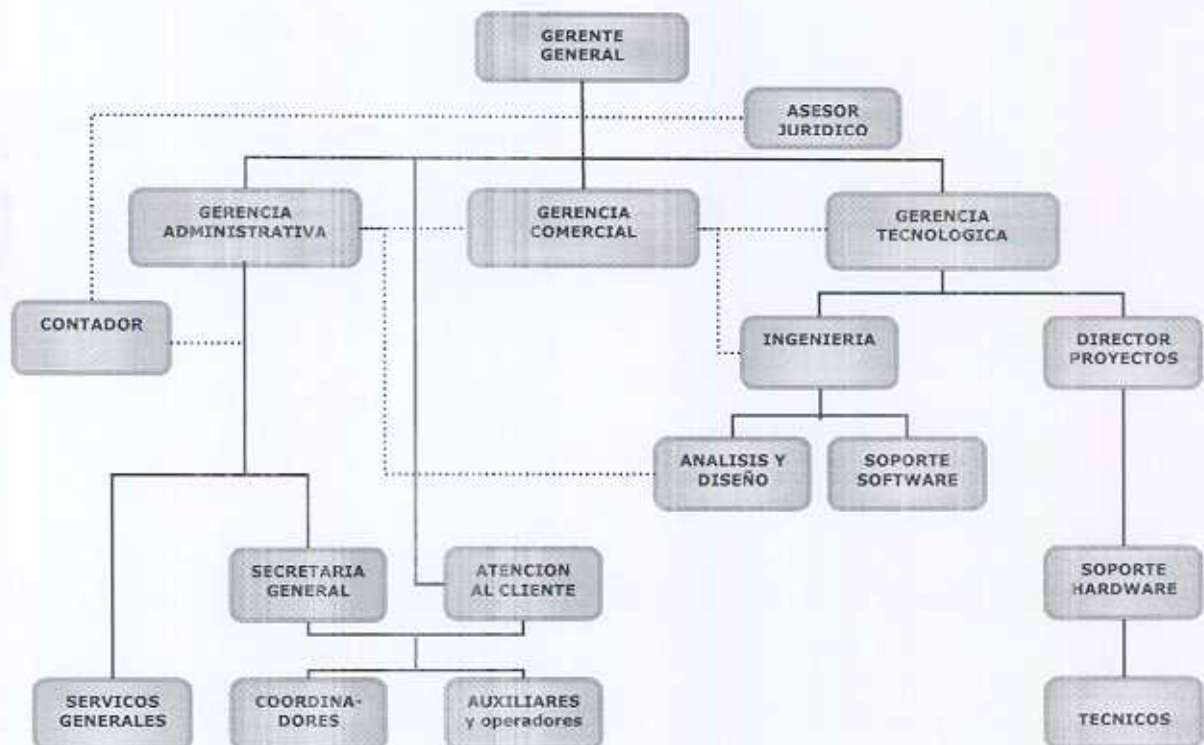 GERENTE
GENERAL
ASESOR
JURIDICO
GERENCIA
ADMINISTRATIVA
GERENCIA
COMERCIAL
GERENCIA
TECNOLOGICA
CONTADOR
INGENIERIA
DIRECTOR
PROYECTOS
ANALISIS Y
DISEÑO
SOPORTE
SOFTWARE
SECRETARIA
GENERAL
ATENCION
AL CLIENTE
SOPORTE
HARDWARE
SERVICOS
GENERALES
COORDINA-
DORES
AUXILIARES
y operadores
TECNICOS